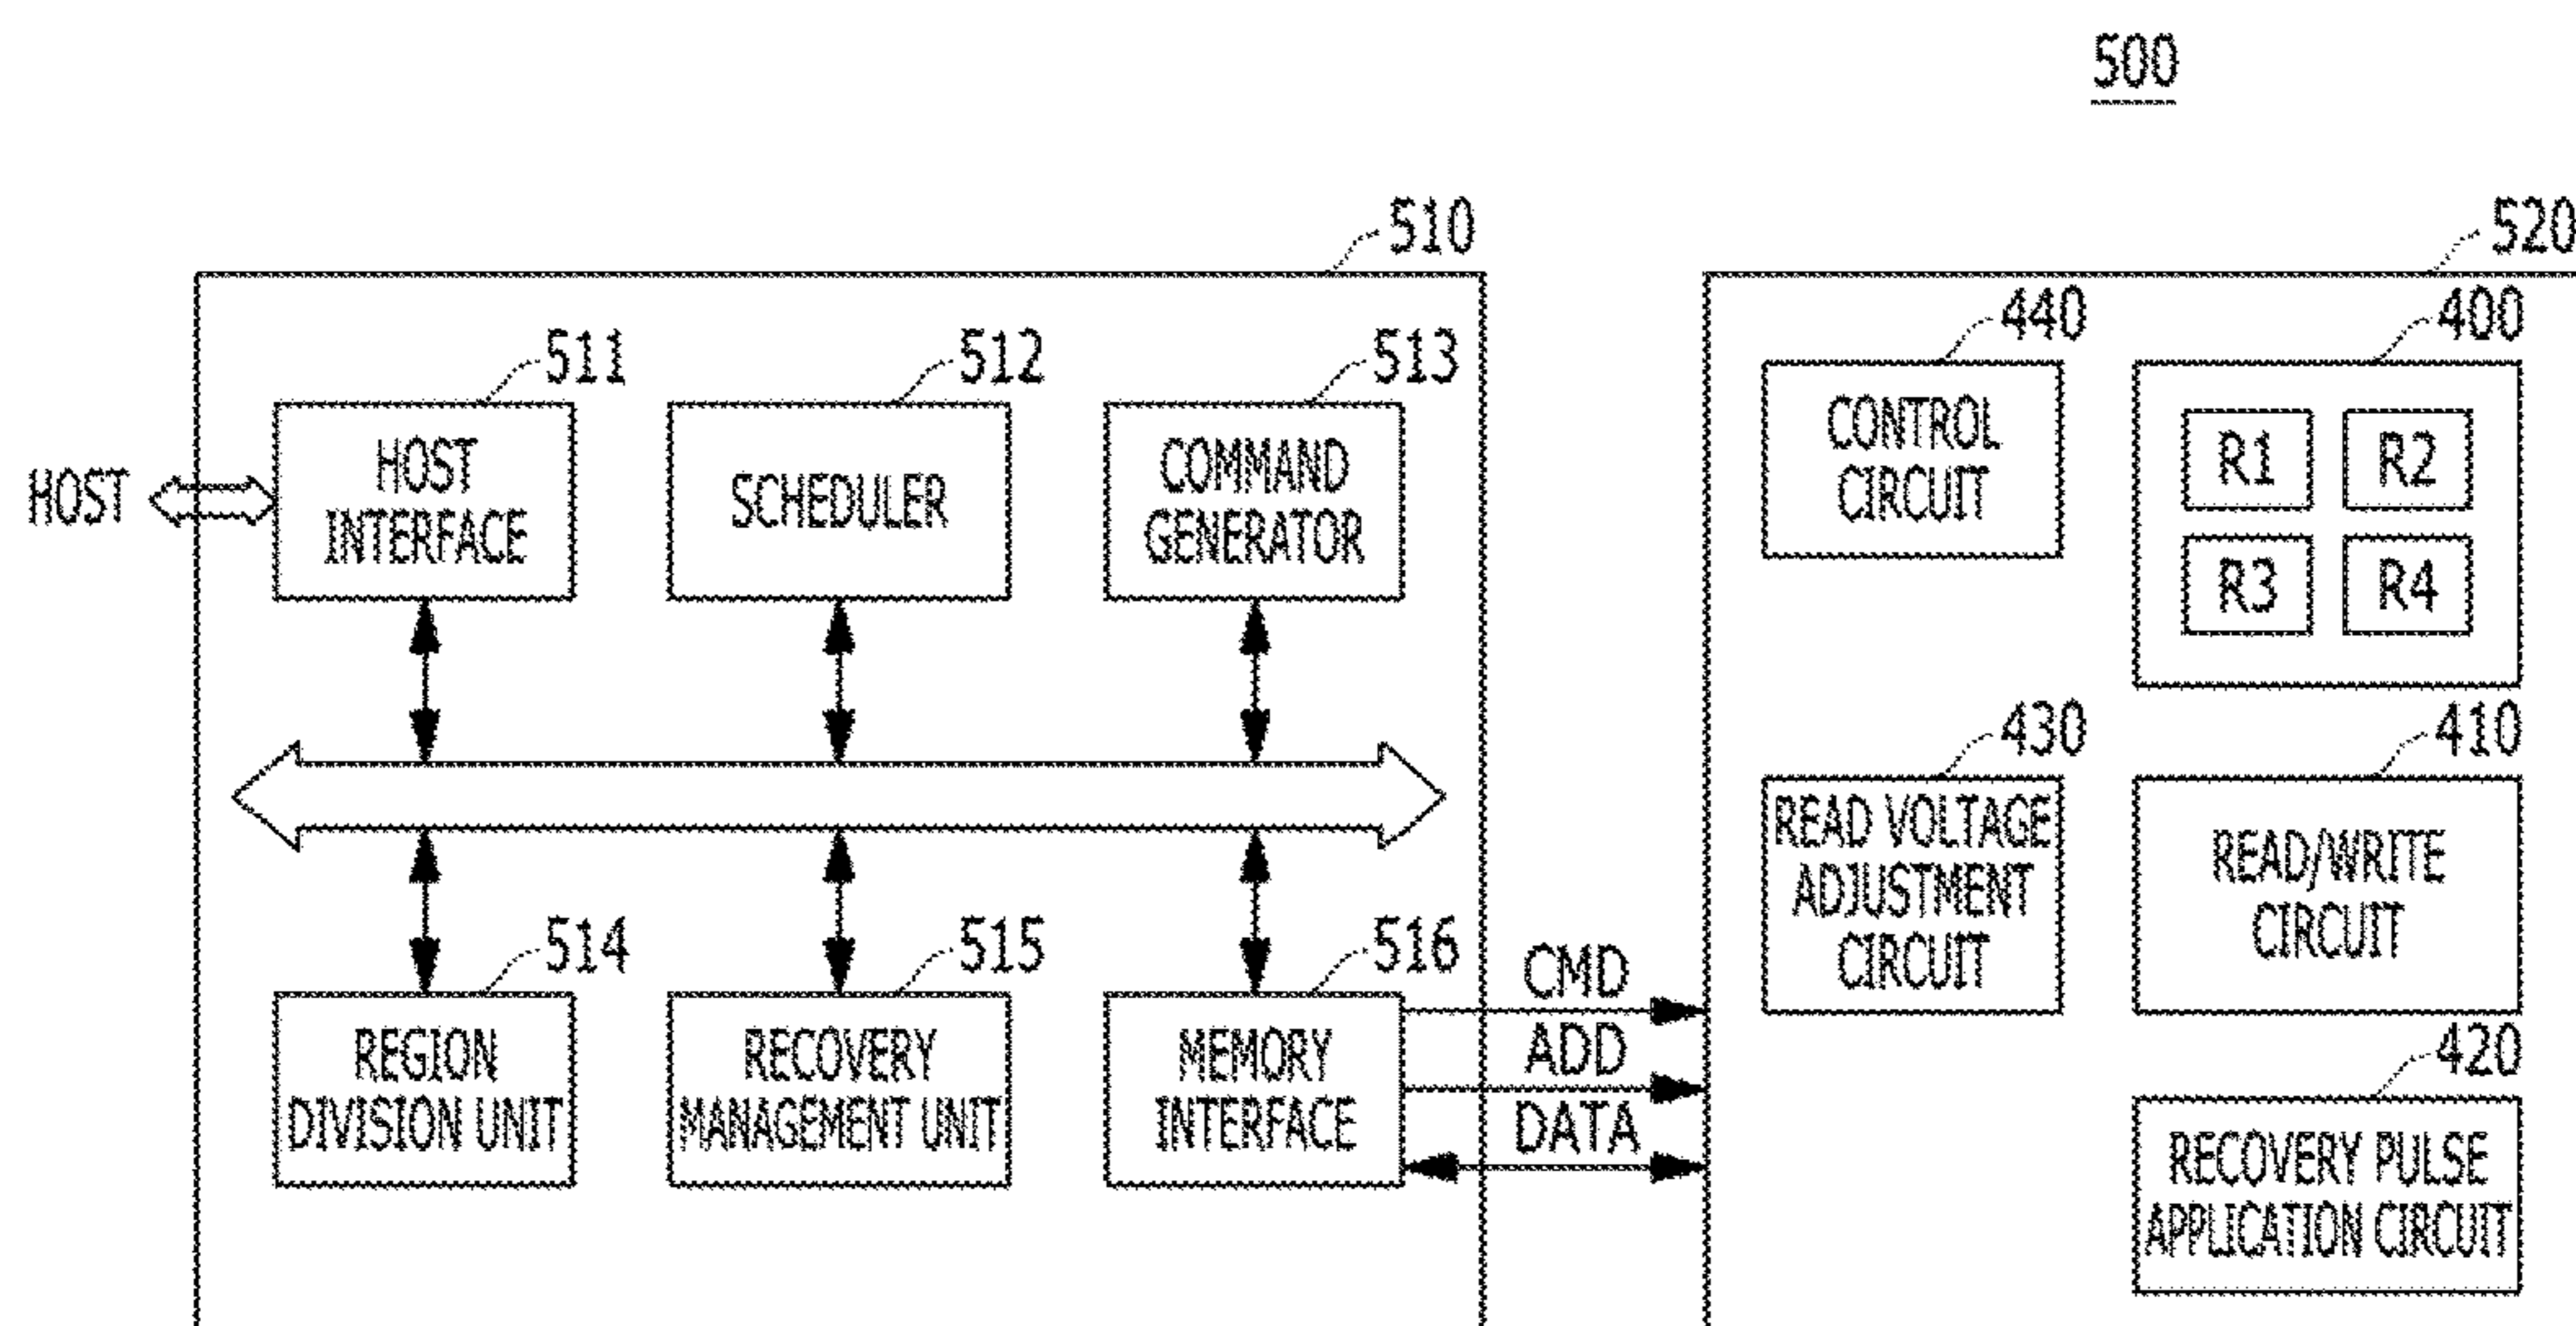 500
510
520
511
512
513
440
400
HOST
HOST
INTERFACE
SCHEDULER
COMMAND
GENERATOR
CONTROL
CIRCUIT
R1
R2
R3
R4
430
410
READ VOLTAGE
ADJUSTMENT
CIRCUIT
READ/WRITE
CIRCUIT
514
515
516
REGION
DIVISION UNIT
RECOVERY
MANAGEMENT UNIT
MEMORY
INTERFACE
CMD
ADD
DATA
420
RECOVERY PULSE
APPLICATION CIRCUIT